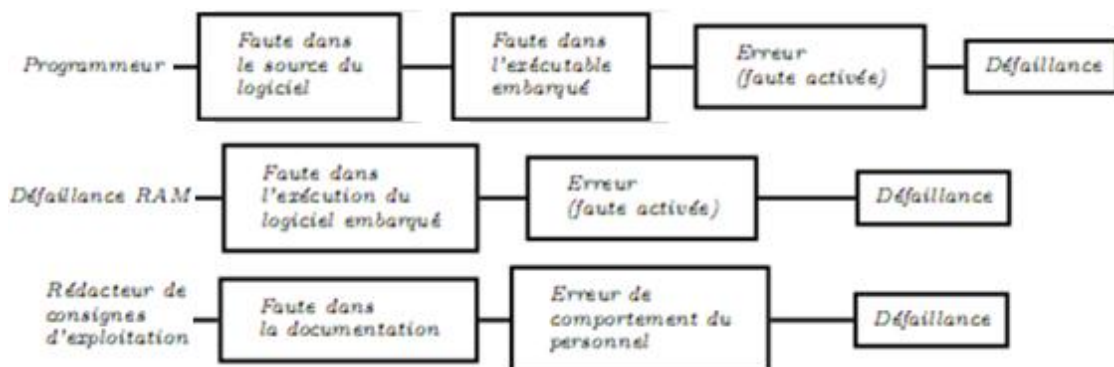 Programmeur
Faute dans
le source du
logiciel
Faute dans
l'exécutable
embarqué
Erreur
(faute activée)
Défaillance
Défaillance RAM
Faute dans
l'exécution du
logiciel embarqué
Erreur
(faute activée)
Défaillance
Rédacteur de
consignes
d'exploitation
Faute dans
la documentation
Erreur de
comportement du
personnel
Défaillance